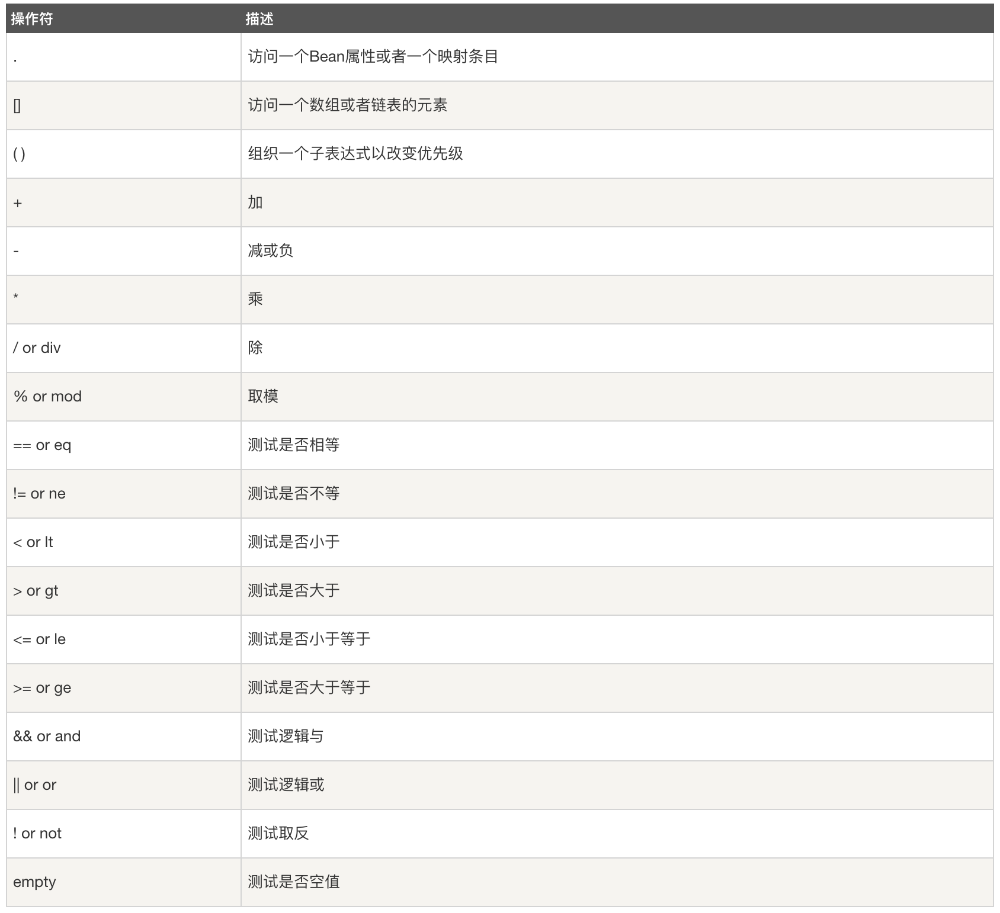 操作符 描述
. 访问一个Bean属性或者一个映射条目
[] 访问一个数组或者链表的元素
( ) 组织一个子表达式以改变优先级
+ 加
- 减或负
* 乘
/ or div 除
% or mod 取模
== or eq 测试是否相等
!= or ne 测试是否不等
< or lt 测试是否小于
> or gt 测试是否大于
<= or le 测试是否小于等于
>= or ge 测试是否大于等于
&& or and 测试逻辑与
|| or or 测试逻辑或
! or not 测试取反
empty 测试是否空值